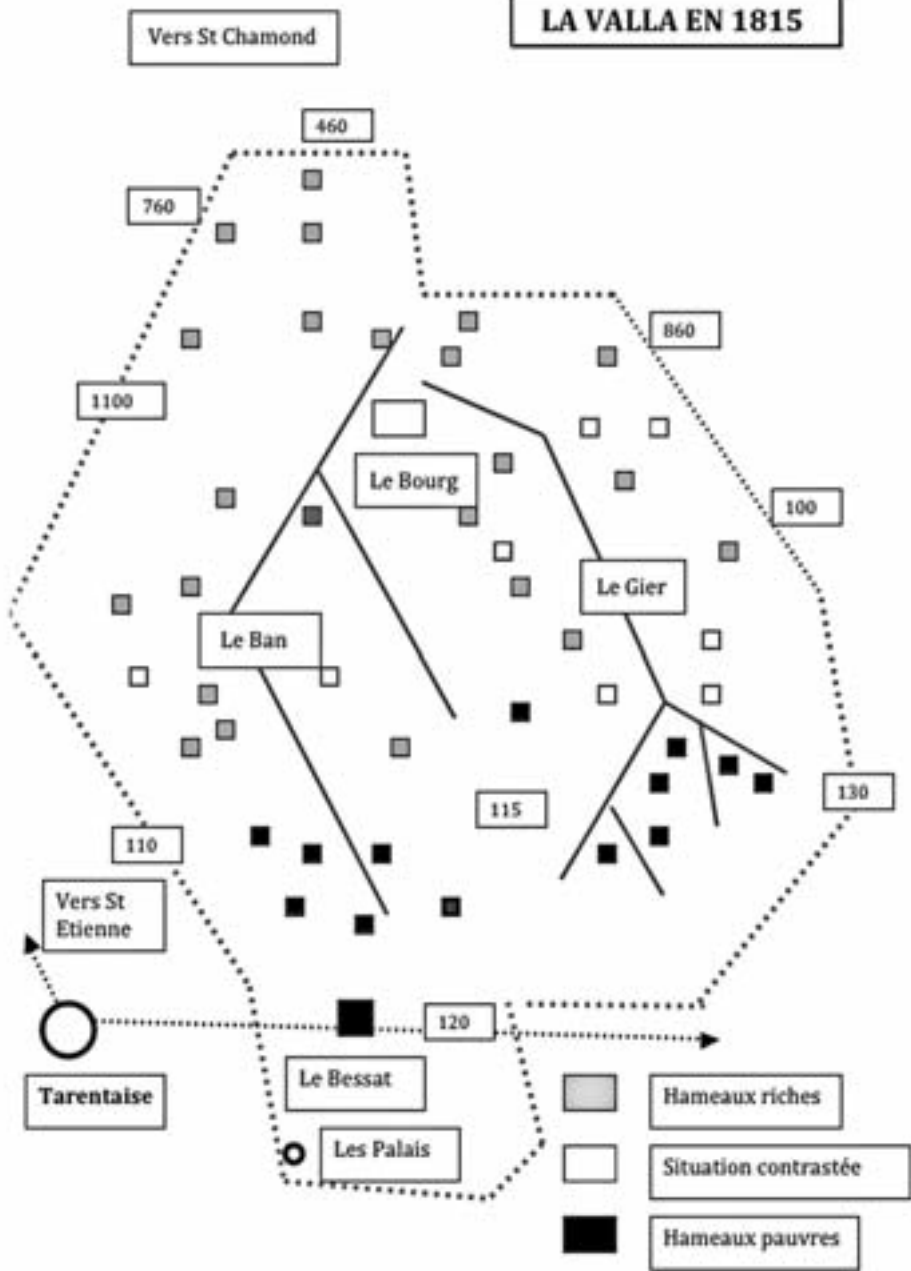 LA VALLA EN 1815
Vers St Chamond
460
760
860
1100
Le Bourg
100
Le Gier
Le Ban
115
130
110
Vers St
Etienne
120
Tarentaise
Le Bessat
Hameaux riches
Les Palais
Situation contrastée
Hameaux pauvres